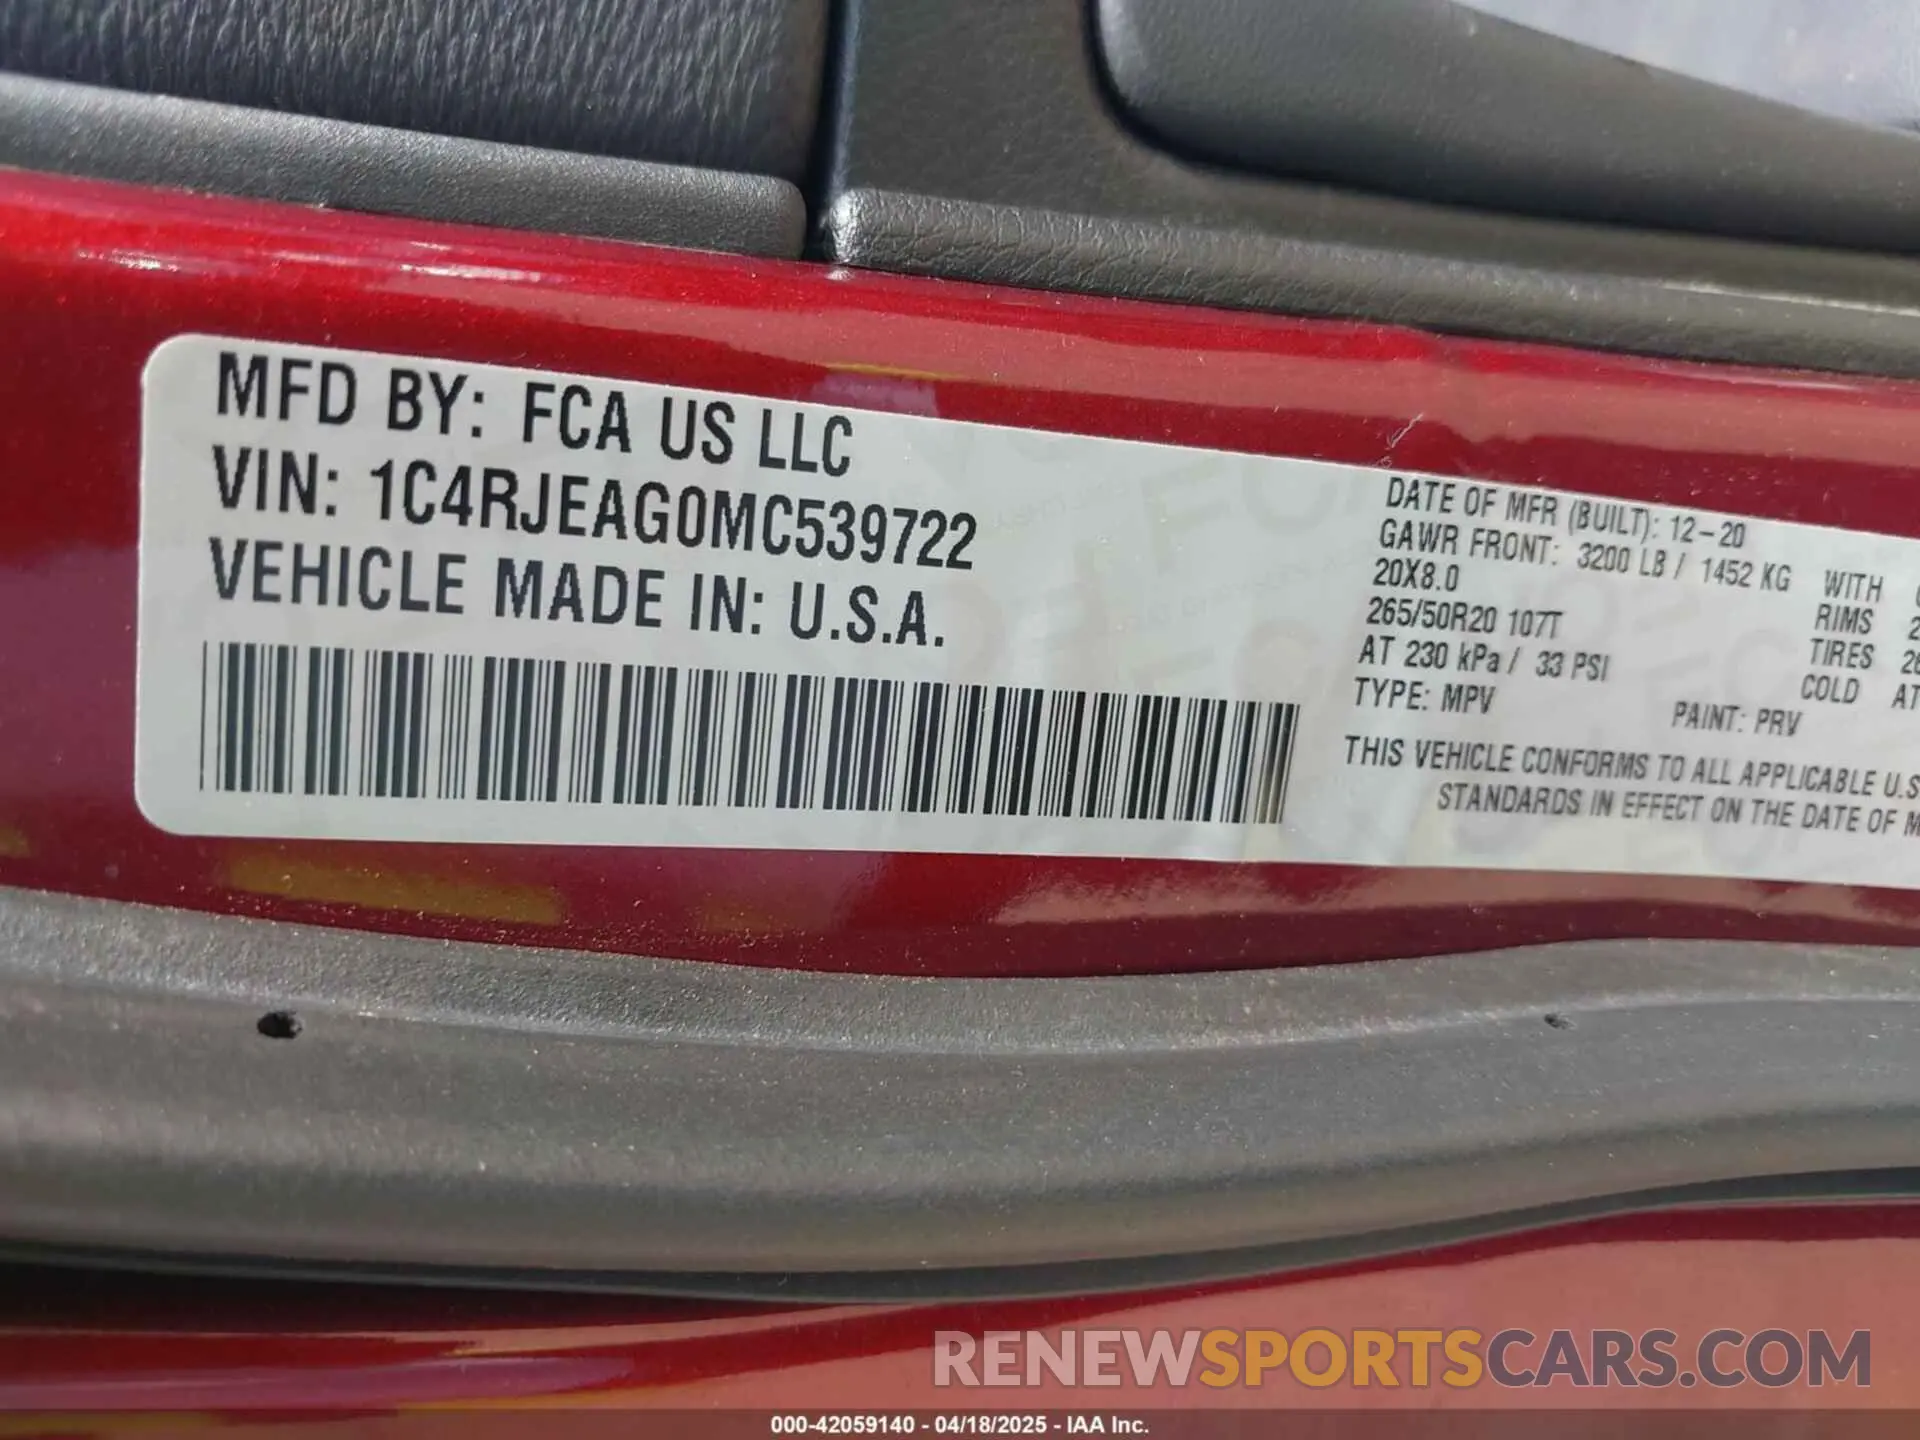 MFD BY: FCA US LLC
VIN: 1C4RJEAG0MC539722
VEHICLE MADE IN: U.S.A.
DATE OF MFR (BUILT): 12-20
GAWR FRONT: 3200 LB / 1452 KG WITH
20X8.0 RIMS
265/50R20 107T TIRES
AT 230 kPa / 33 PSI COLD AT
TYPE: MPV PAINT: PRV
THIS VEHICLE CONFORMS TO ALL APPLICABLE U.S
STANDARDS IN EFFECT ON THE DATE OF M
RENEWSPORTSCARS.COM
000-42059140 - 04/18/2025 - IAA Inc.